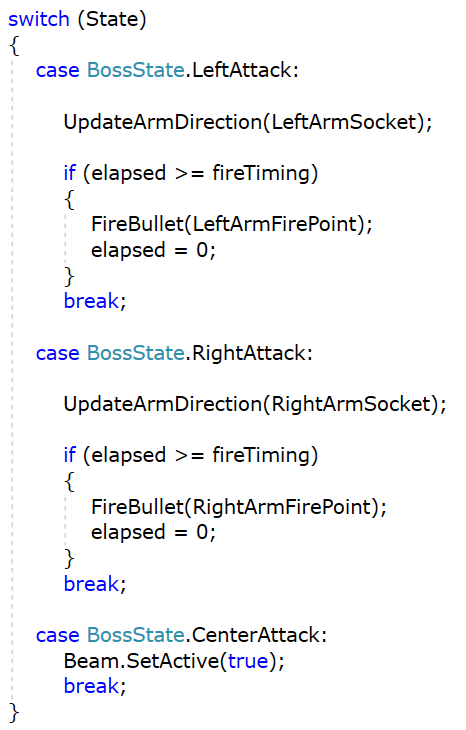 switch (State)
{
case BossState.LeftAttack:
UpdateArmDirection(LeftArmSocket);
if (elapsed >= fireTiming)
{
FireBullet(LeftArmFirePoint);
elapsed = 0;
}
break;
case BossState.RightAttack:
UpdateArmDirection(RightArmSocket);
if (elapsed >= fireTiming)
{
FireBullet(RightArmFirePoint);
elapsed = 0;
}
break;
case BossState.CenterAttack:
Beam.SetActive(true);
break;
}